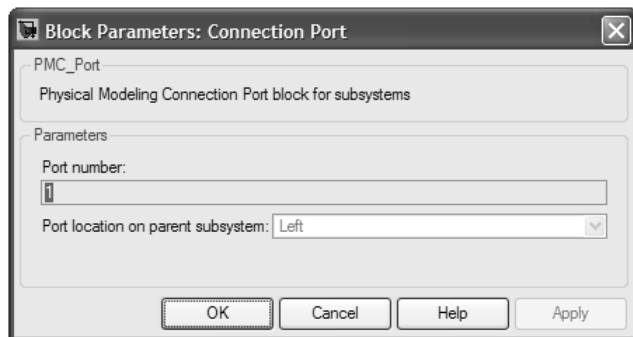 Block Parameters: Connection Port
PMC_Port
Physical Modeling Connection Port block for subsystems
Parameters
Port number:
1
Port location on parent subsystem: Left
OK Cancel Help Apply